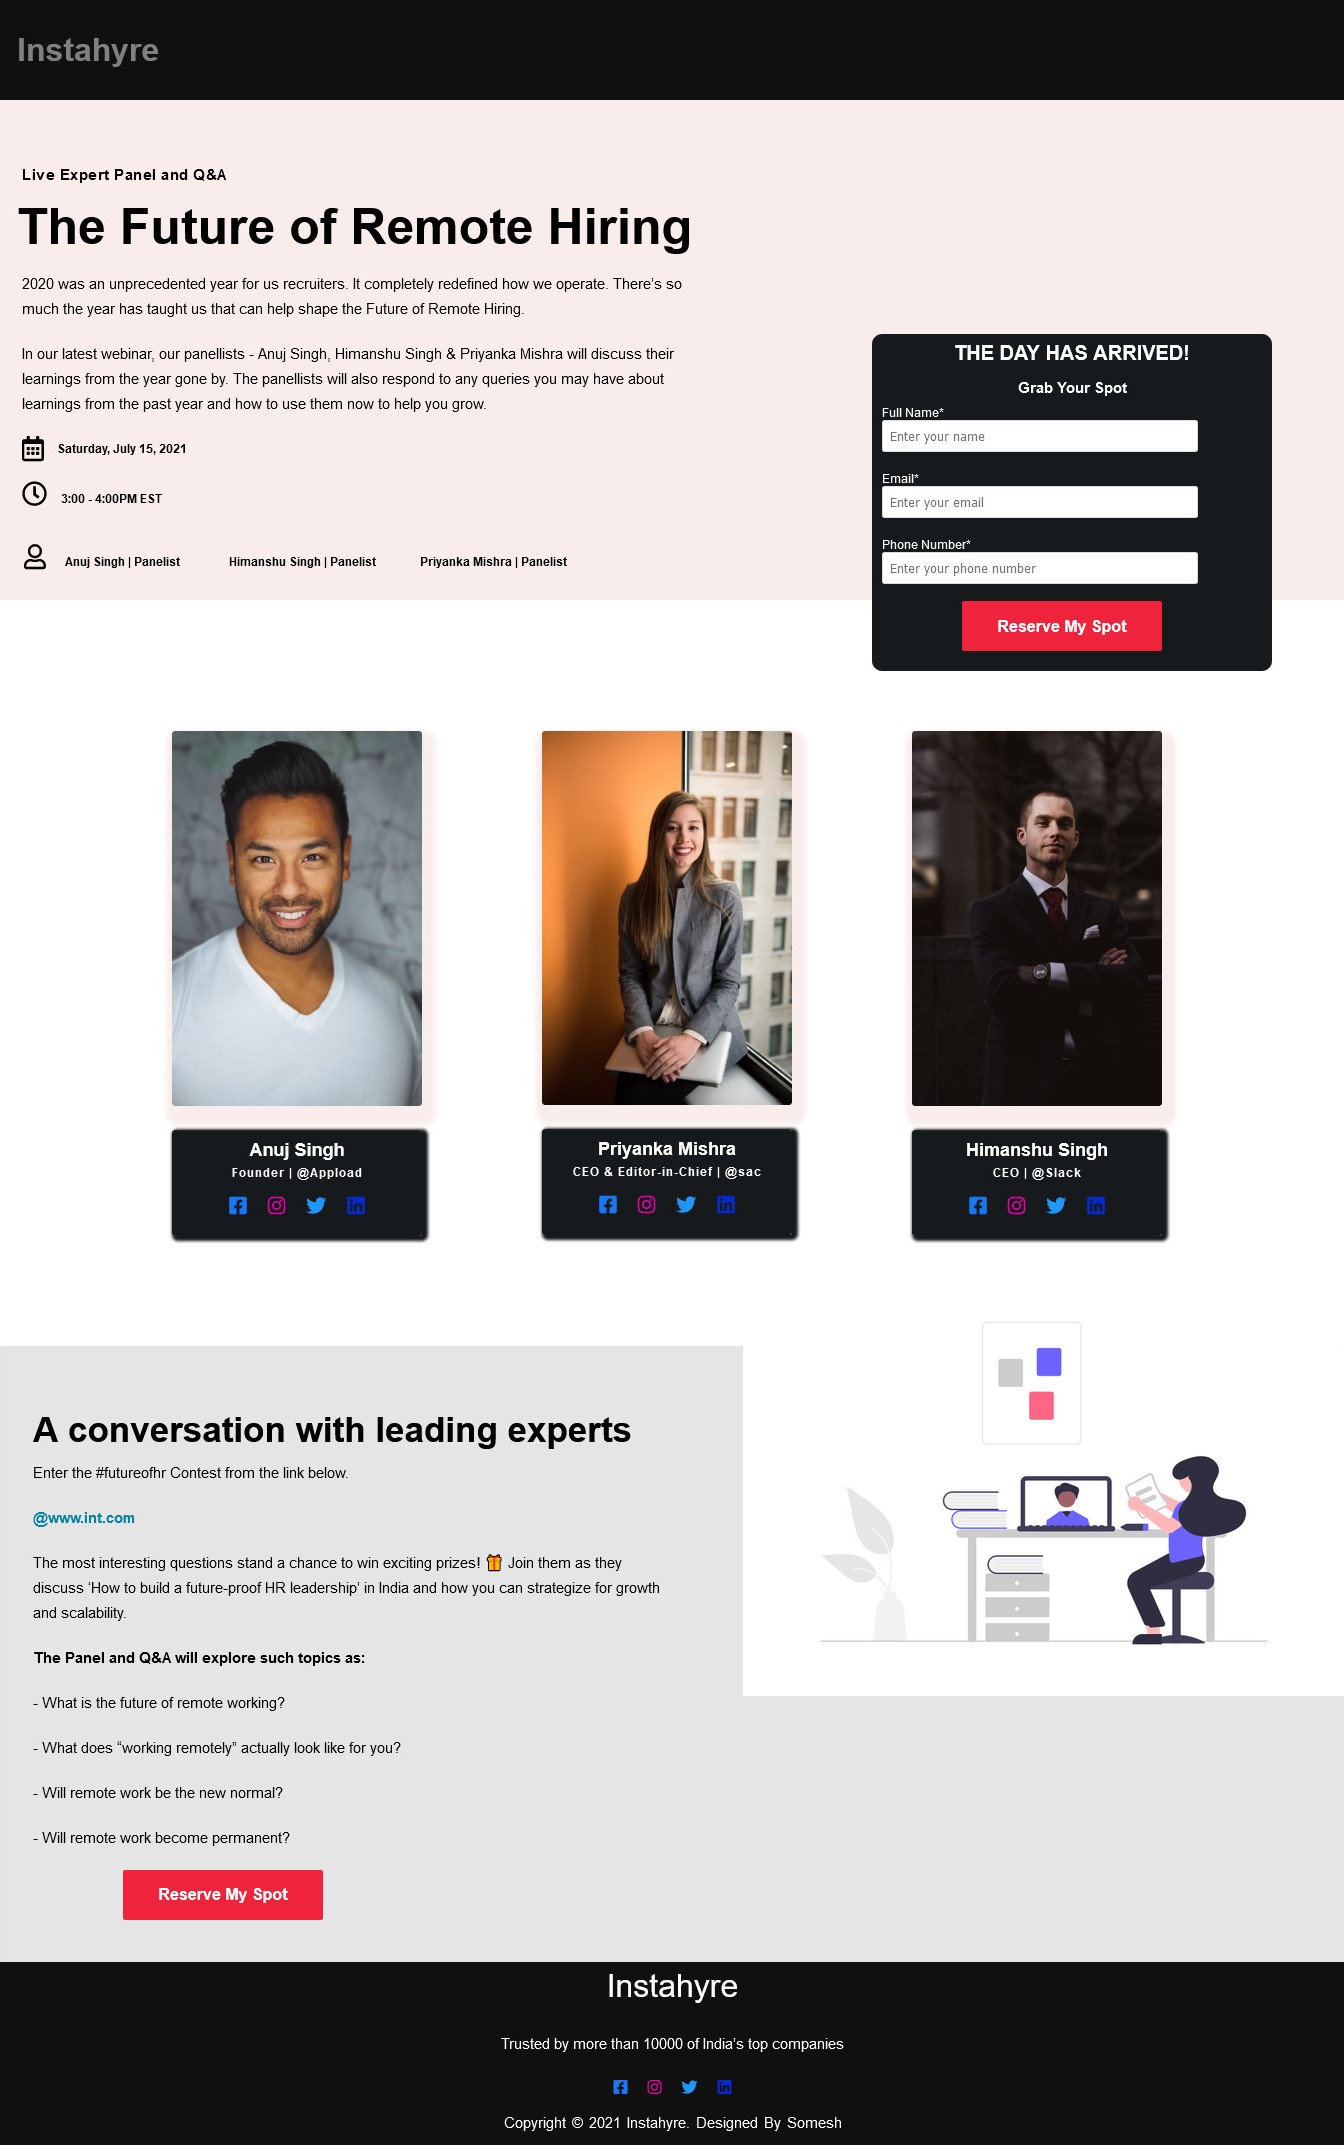 Instahyre
Live Expert Panel and Q&A
The Future of Remote Hiring
2020 was an unprecedented year for us recruiters. It completely redefined how we operate. There’s so
much the year has taught us that can help shape the Future of Remote Hiring.
In our latest webinar, our panellists - Anuj Singh, Himanshu Singh & Priyanka Mishra will discuss their
learnings from the year gone by. The panellists will also respond to any queries you may have about
learnings from the past year and how to use them now to help you grow.
Saturday, July 15, 2021
3:00 - 4:00PM EST
Anuj Singh | Panelist
Himanshu Singh | Panelist
Priyanka Mishra | Panelist
THE DAY HAS ARRIVED!
Grab Your Spot
Full Name*
Enter your name
Email*
Enter your email
Phone Number*
Enter your phone number
Reserve My Spot
Anuj Singh
Founder | @Appload
Priyanka Mishra
CEO & Editor-in-Chief | @sac
Himanshu Singh
CEO | @Slack
A conversation with leading experts
Enter the #futureofhr Contest from the link below.
@www.int.com
The most interesting questions stand a chance to win exciting prizes! 🎁 Join them as they
discuss ‘How to build a future-proof HR leadership’ in India and how you can strategize for growth
and scalability.
The Panel and Q&A will explore such topics as:
- What is the future of remote working?
- What does “working remotely” actually look like for you?
- Will remote work be the new normal?
- Will remote work become permanent?
Reserve My Spot
Instahyre
Trusted by more than 10000 of India’s top companies
Copyright © 2021 Instahyre. Designed By Somesh